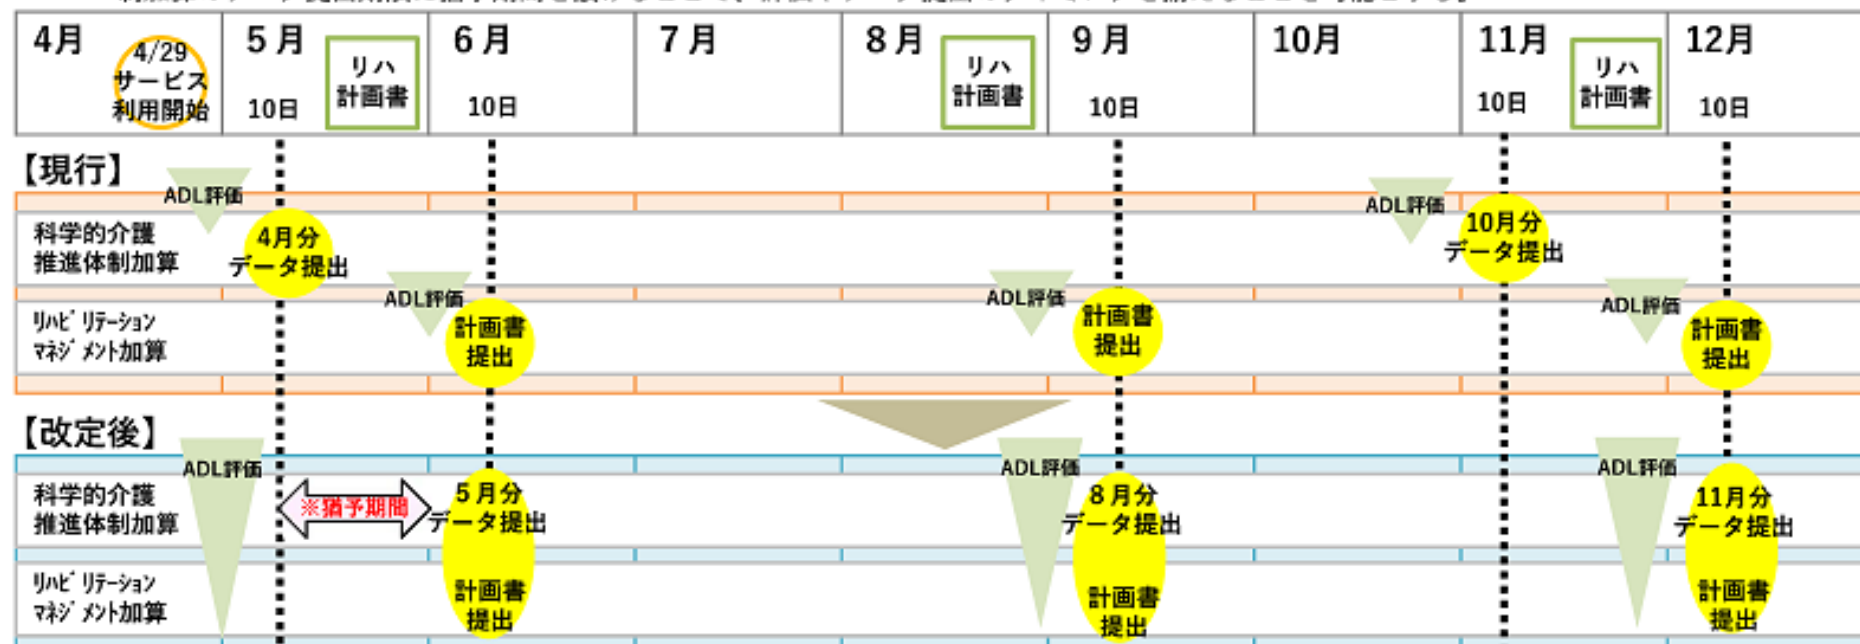 4月
4/29
サービス
利用開始
5月
10日
リハ
計画書
6月
10日
7月
8月
リハ
計画書
9月
10日
10月
11月
10日
リハ
計画書
12月
10日
【現行】
ADL評価
ADL評価
科学的介護
推進体制加算
4月分
データ提出
10月分
データ提出
ADL評価
ADL評価
ADL評価
ﾘﾊﾋﾞﾘﾃｰｼｮﾝ
ﾏﾈｼﾞﾒﾝﾄ加算
計画書
提出
計画書
提出
計画書
提出
【改定後】
ADL評価
ADL評価
ADL評価
科学的介護
推進体制加算
※猶予期間
5月分
データ提出
8月分
データ提出
11月分
データ提出
ﾘﾊﾋﾞﾘﾃｰｼｮﾝ
ﾏﾈｼﾞﾒﾝﾄ加算
計画書
提出
計画書
提出
計画書
提出